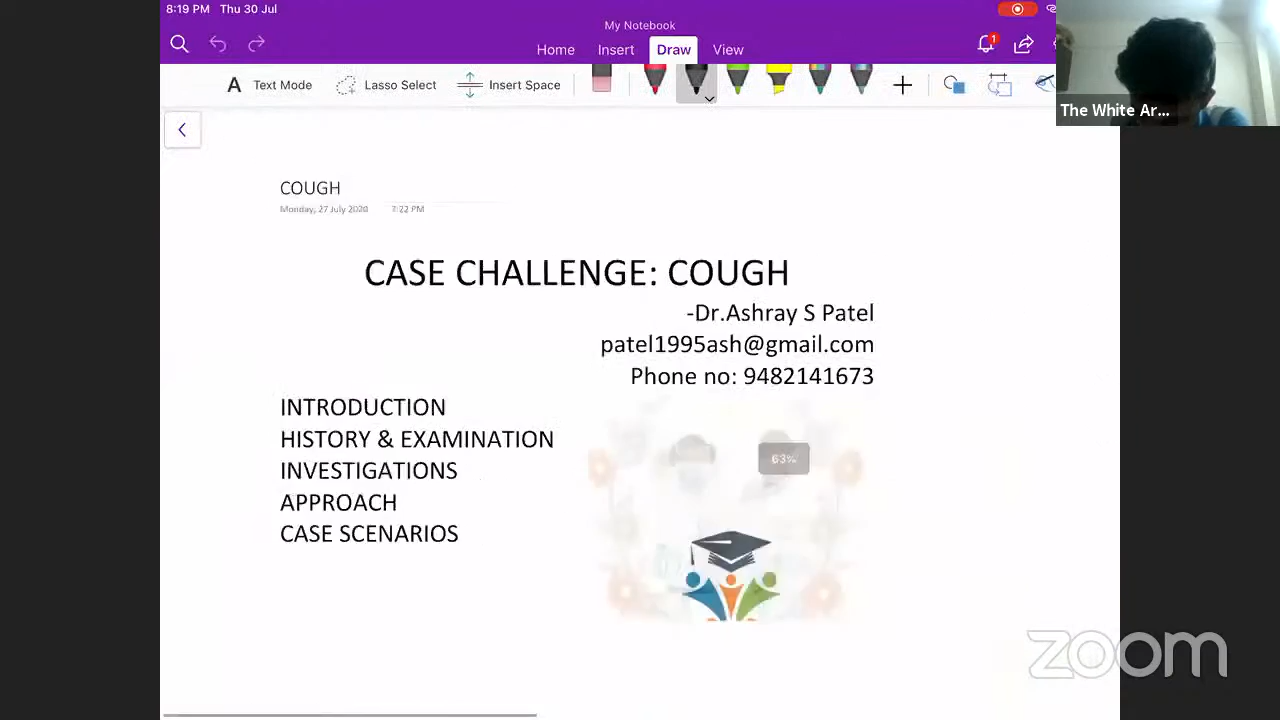 8:19 PM Thu 30 Jul
My Notebook
Home Insert Draw View
1
A Text Mode Lasso Select Insert Space
The White Ar...
COUGH
Monday, 27 July 2020 7:22 PM
CASE CHALLENGE: COUGH
-Dr.Ashray S Patel
patel1995ash@gmail.com
Phone no: 9482141673
INTRODUCTION
HISTORY & EXAMINATION
INVESTIGATIONS
APPROACH
CASE SCENARIOS
63%
zoom